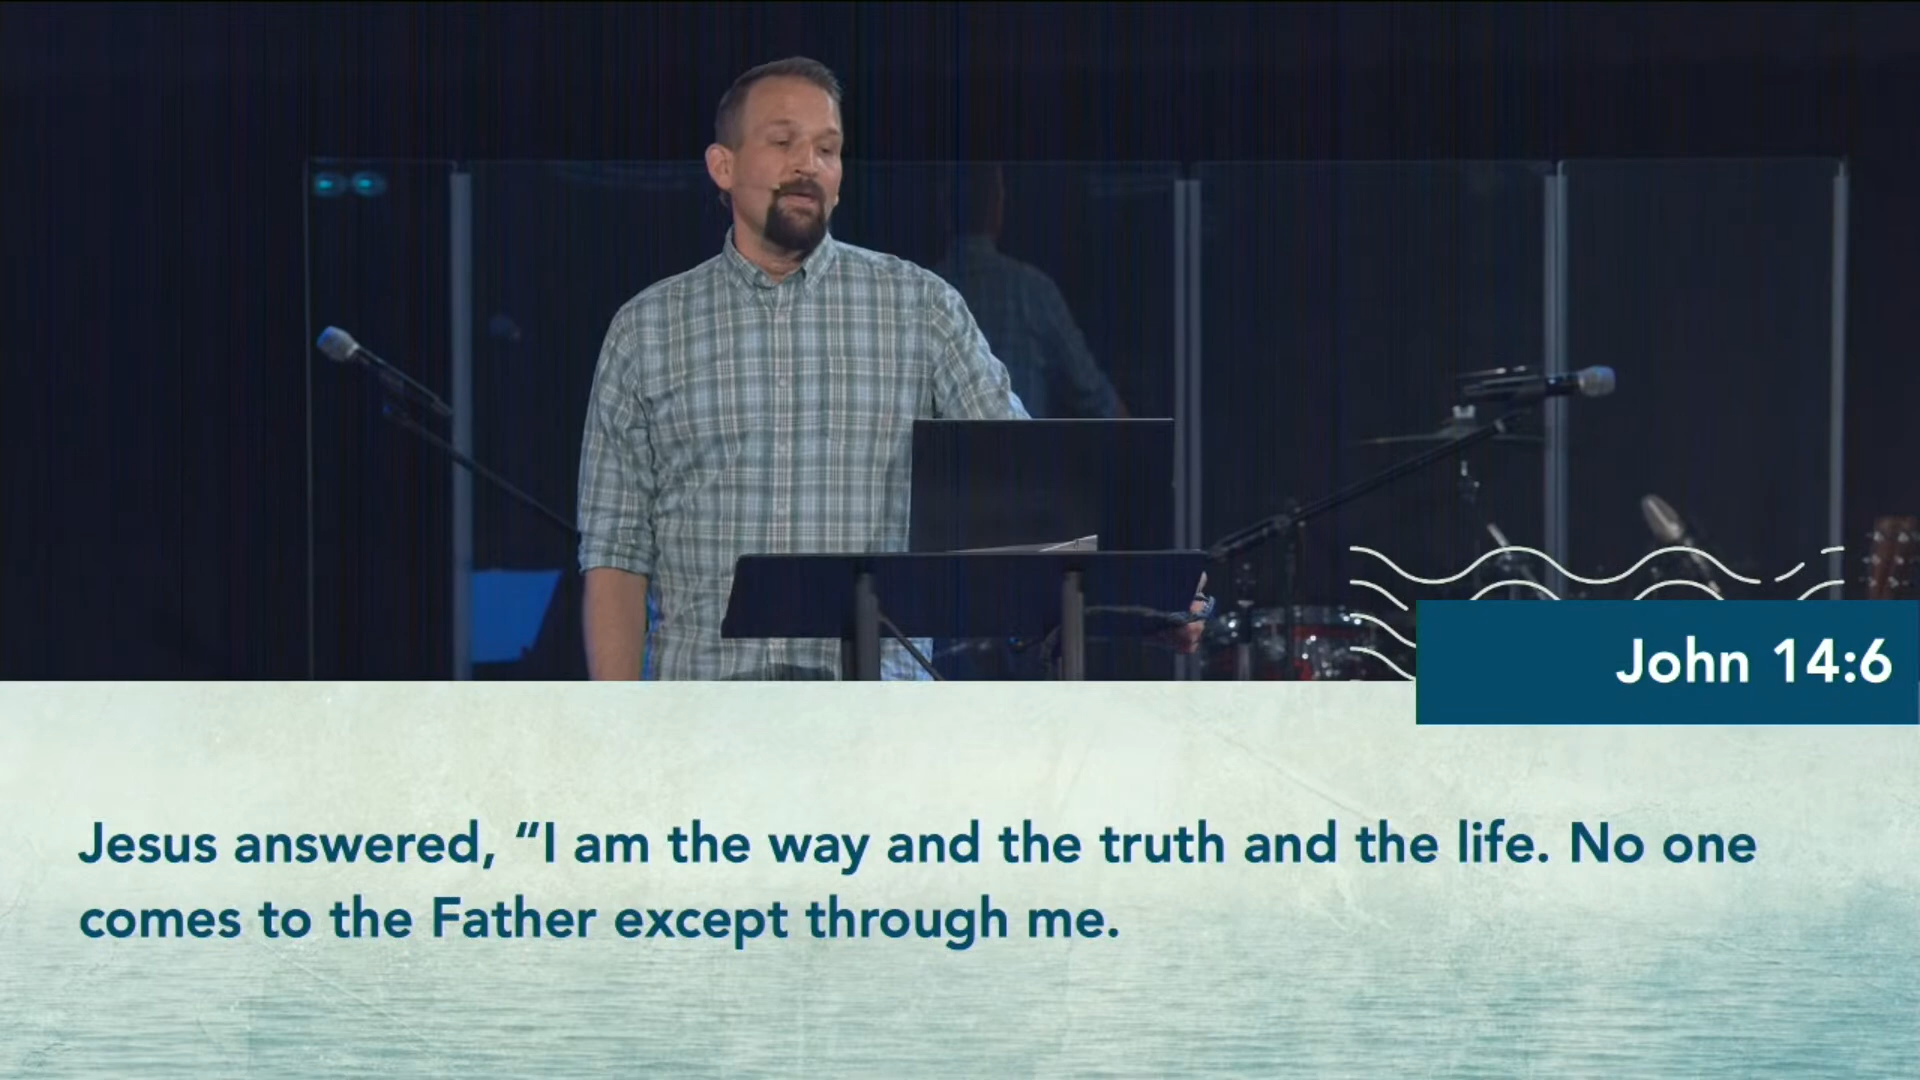 John 14:6
Jesus answered, “I am the way and the truth and the life. No one
comes to the Father except through me.